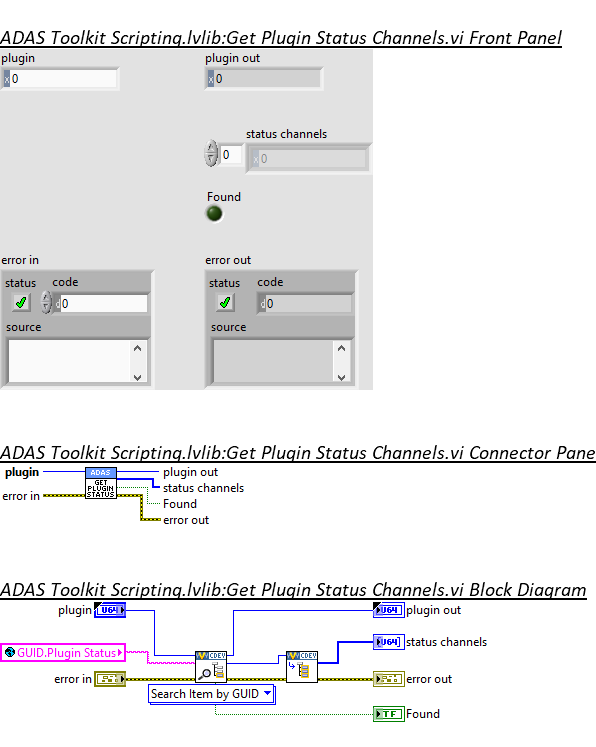 ADAS Toolkit Scripting.lvlib:Get Plugin Status Channels.vi Front Panel
plugin
plugin out
x 0
x 0
status channels
0
x 0
Found
error in
error out
status
code
status
code
d 0
d 0
source
source
ADAS Toolkit Scripting.lvlib:Get Plugin Status Channels.vi Connector Pane
plugin
ADAS
plugin out
GET
PLUGIN
STATUS
status channels
error in
Found
error out
ADAS Toolkit Scripting.lvlib:Get Plugin Status Channels.vi Block Diagram
plugin
U64
U64
plugin out
GUID.Plugin Status
CDEV
CDEV
U64
status channels
error in
error out
Search Item by GUID
TF
Found